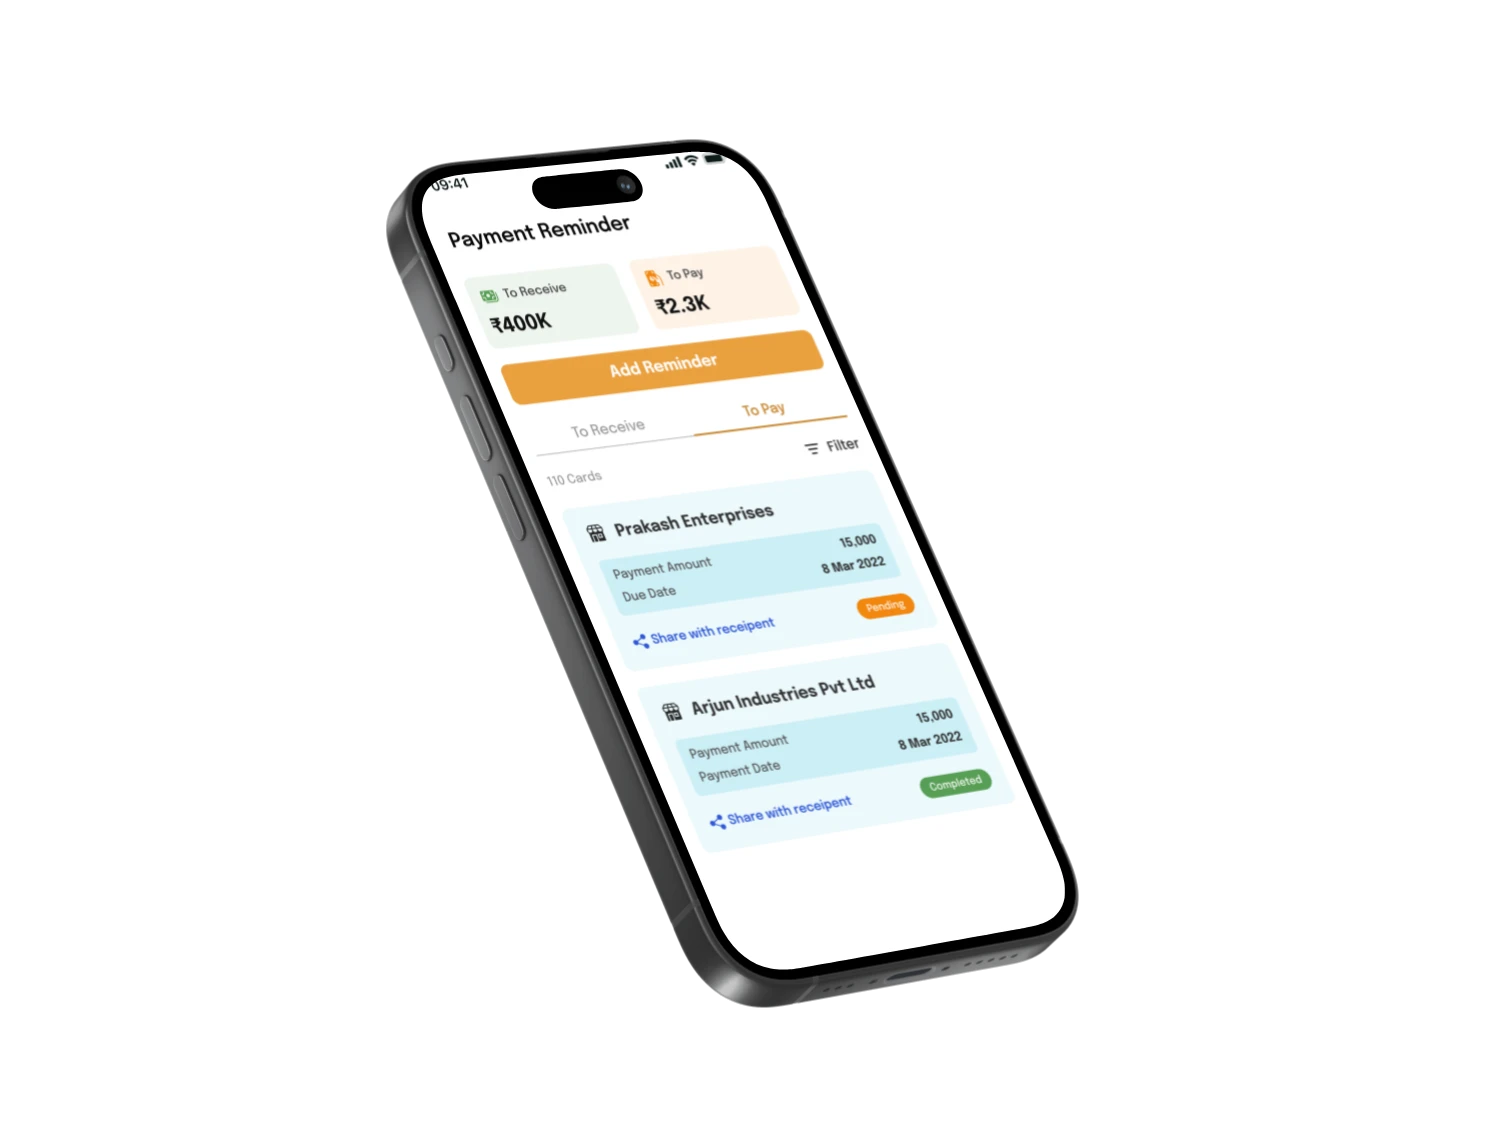 09:41
Payment Reminder
To Receive
₹400K
To Pay
₹2.3K
Add Reminder
To Receive
To Pay
110 Cards
Filter
Prakash Enterprises
Payment Amount 15,000
Due Date 8 Mar 2022
Share with receipent
Pending
Arjun Industries Pvt Ltd
Payment Amount 15,000
Payment Date 8 Mar 2022
Share with receipent
Completed